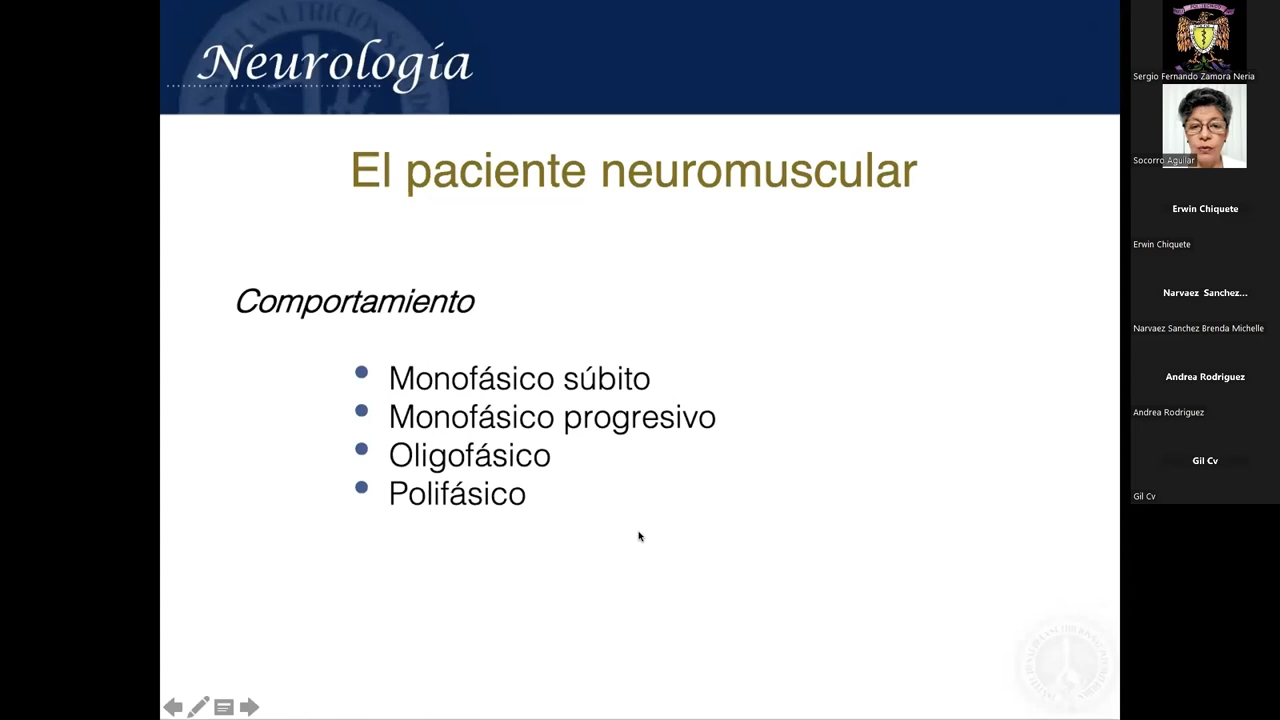 Neurología
El paciente neuromuscular
Comportamiento
Monofásico súbito
Monofásico progresivo
Oligofásico
Polifásico
Sergio Fernando Zamora Neria
Socorro Aguilar
Erwin Chiquete
Erwin Chiquete
Narvaez Sanchez...
Narvaez Sanchez Brenda Michelle
Andrea Rodriguez
Andrea Rodriguez
Gil Cv
Gil Cv